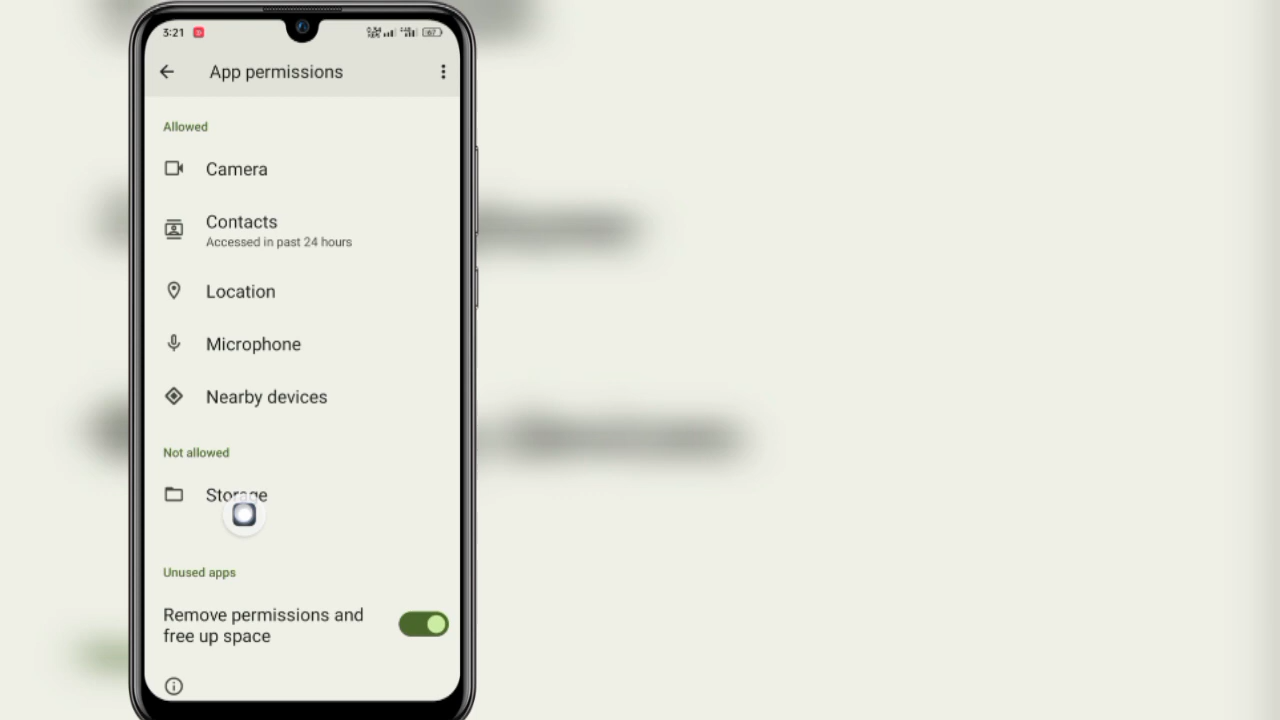 3:21
67
App permissions
Allowed
Camera
Contacts
Accessed in past 24 hours
Location
Microphone
Nearby devices
Not allowed
Storage
Unused apps
Remove permissions and
free up space